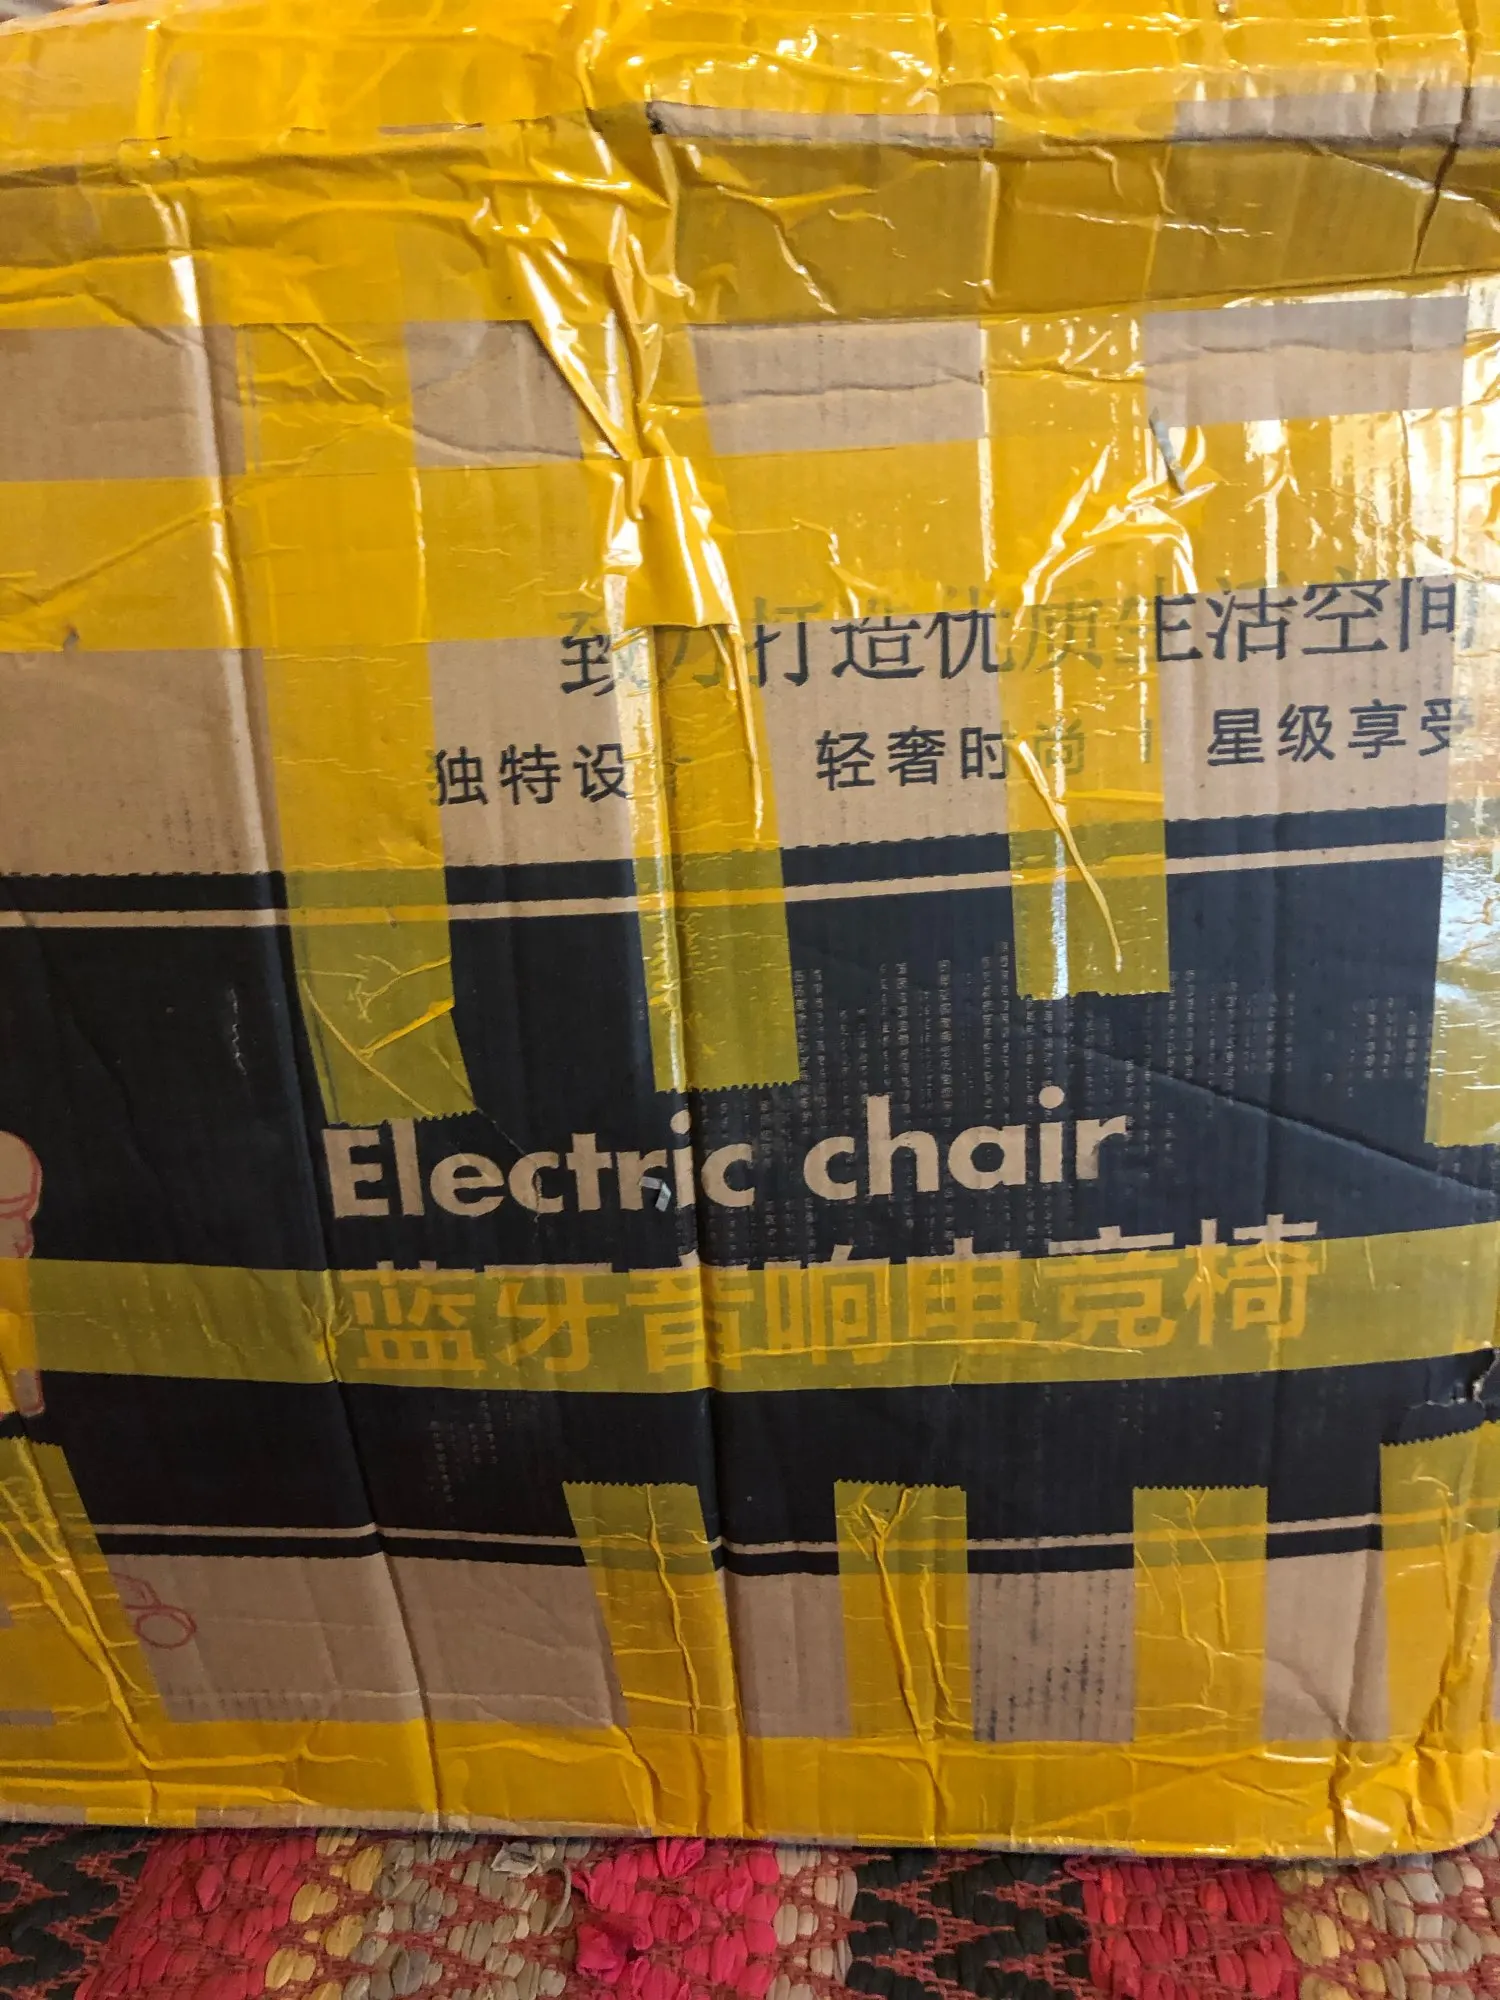 致力打造优质生活空间
独特设 轻奢时尚 | 星级享受
Electric chair
蓝牙音响电竞椅